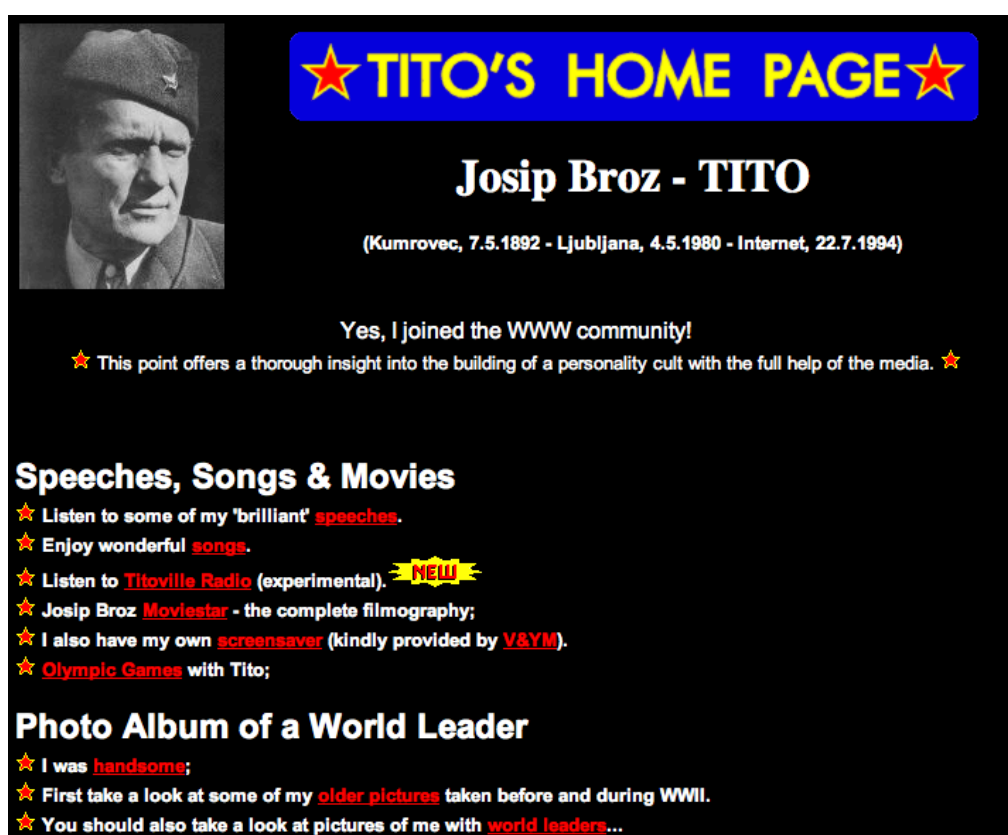 TITO'S HOME PAGE
Josip Broz - TITO
(Kumrovec, 7.5.1892 - Ljubljana, 4.5.1980 - Internet, 22.7.1994)
Yes, I joined the WWW community!
This point offers a thorough insight into the building of a personality cult with the full help of the media.
Speeches, Songs & Movies
Listen to some of my 'brilliant' speeches.
Enjoy wonderful songs.
Listen to Titoville Radio (experimental). NEW
Josip Broz Moviestar - the complete filmography;
I also have my own screensaver (kindly provided by V&YM).
Olympic Games with Tito;
Photo Album of a World Leader
I was handsome;
First take a look at some of my older pictures taken before and during WWII.
You should also take a look at pictures of me with world leaders...